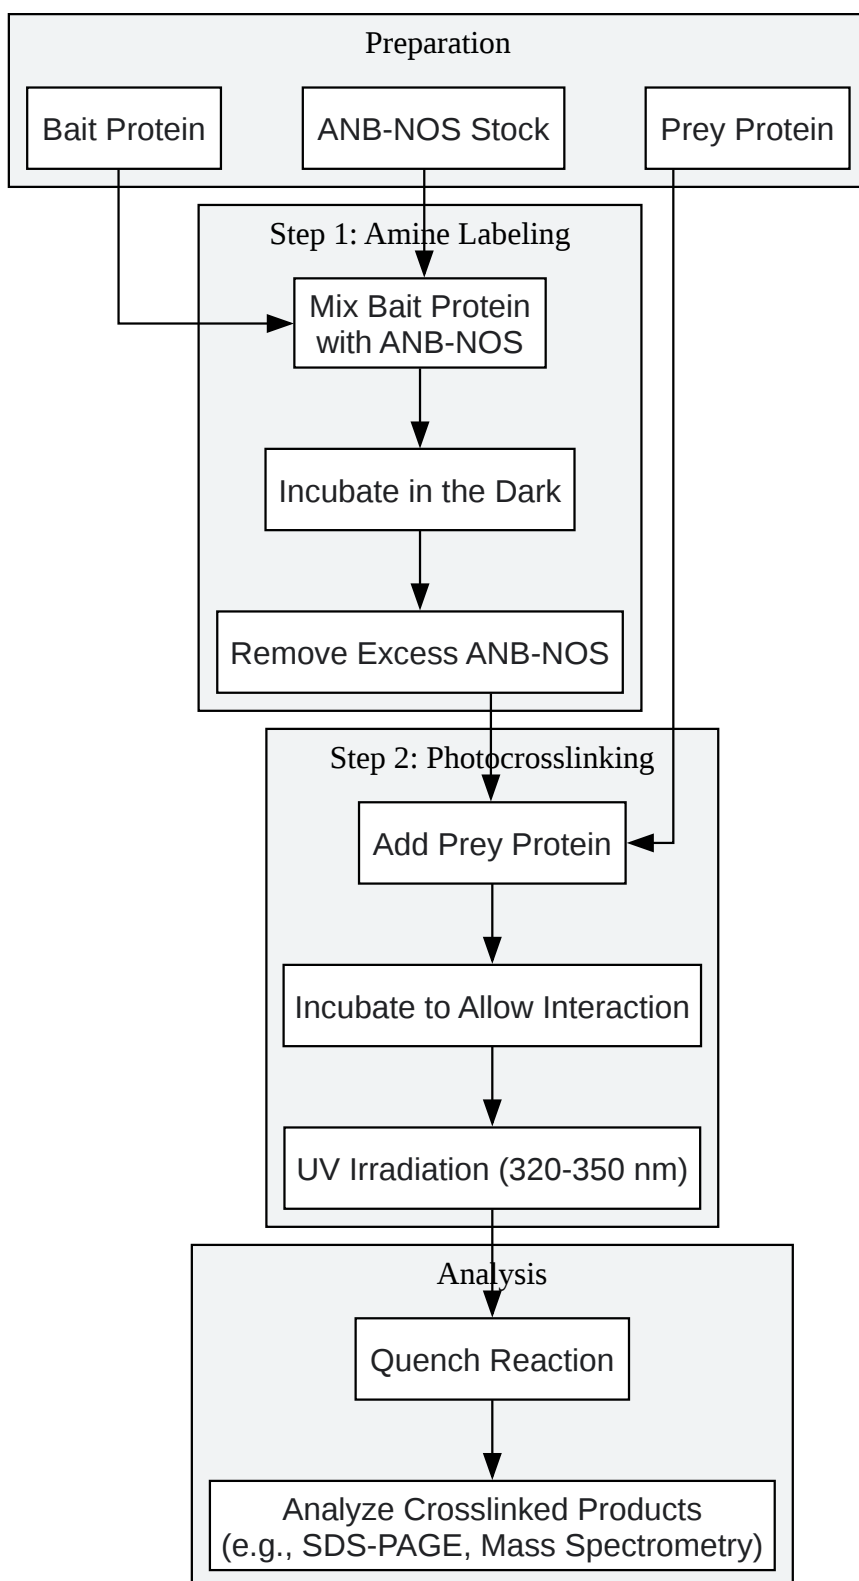 Preparation
Bait Protein
ANB-NOS Stock
Prey Protein
Step 1: Amine Labeling
Mix Bait Protein
with ANB-NOS
Incubate in the Dark
Remove Excess ANB-NOS
Step 2: Photocrosslinking
Add Prey Protein
Incubate to Allow Interaction
UV Irradiation (320-350 nm)
Analysis
Quench Reaction
Analyze Crosslinked Products
(e.g., SDS-PAGE, Mass Spectrometry)